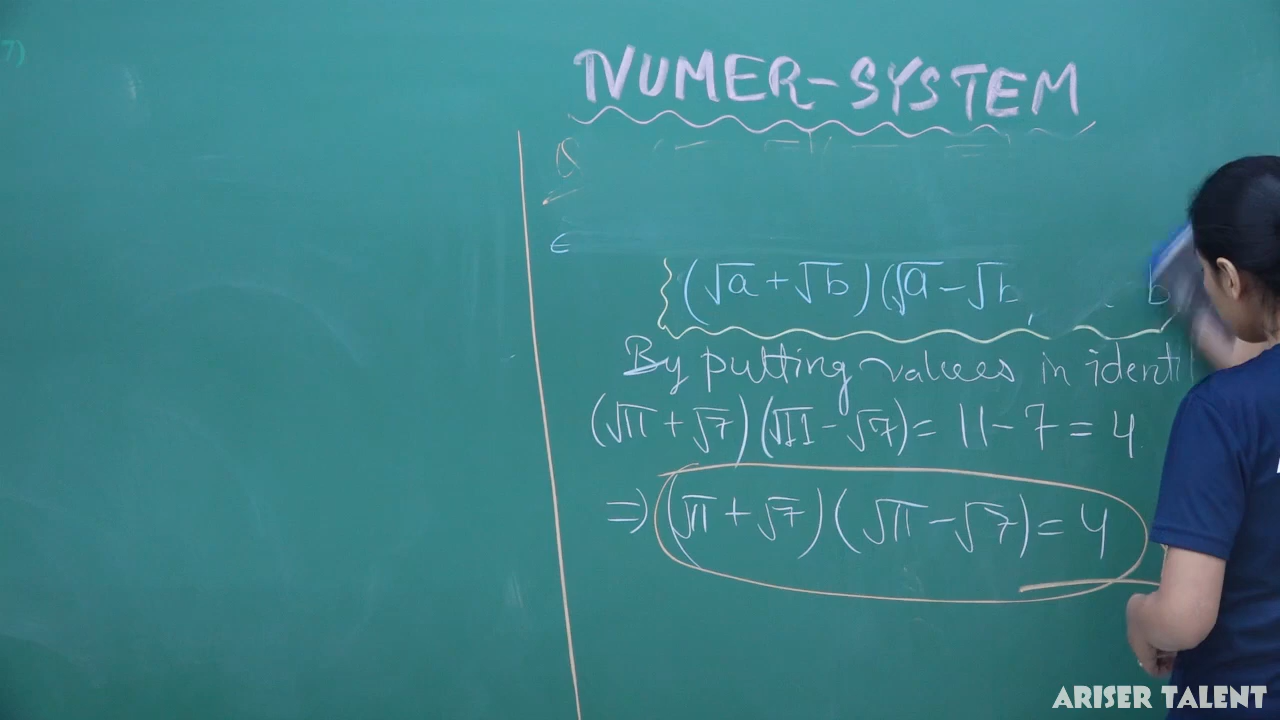 7)
NUMER-SYSTEM
Q
(√a + √b)(√a - √b b
By putting values in identi
(√11 + √7)(√11 - √7) = 11 - 7 = 4
=> (√11 + √7)(√11 - √7) = 4
ARISER TALENT